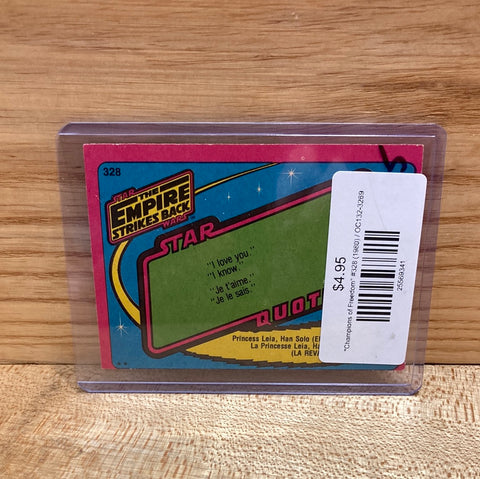 328
STAR
THE
EMPIRE
STRIKES BACK
WARS
STAR
"I love you."
"I know."
"Je t'aime."
"Je le sais."
QUOT
Princess Leia, Han Solo (E
La Princesse Leia, Ha
(LA REVA
$4.95
"Champions of Freedom" #328 (1980) / OC132-3269
25569341